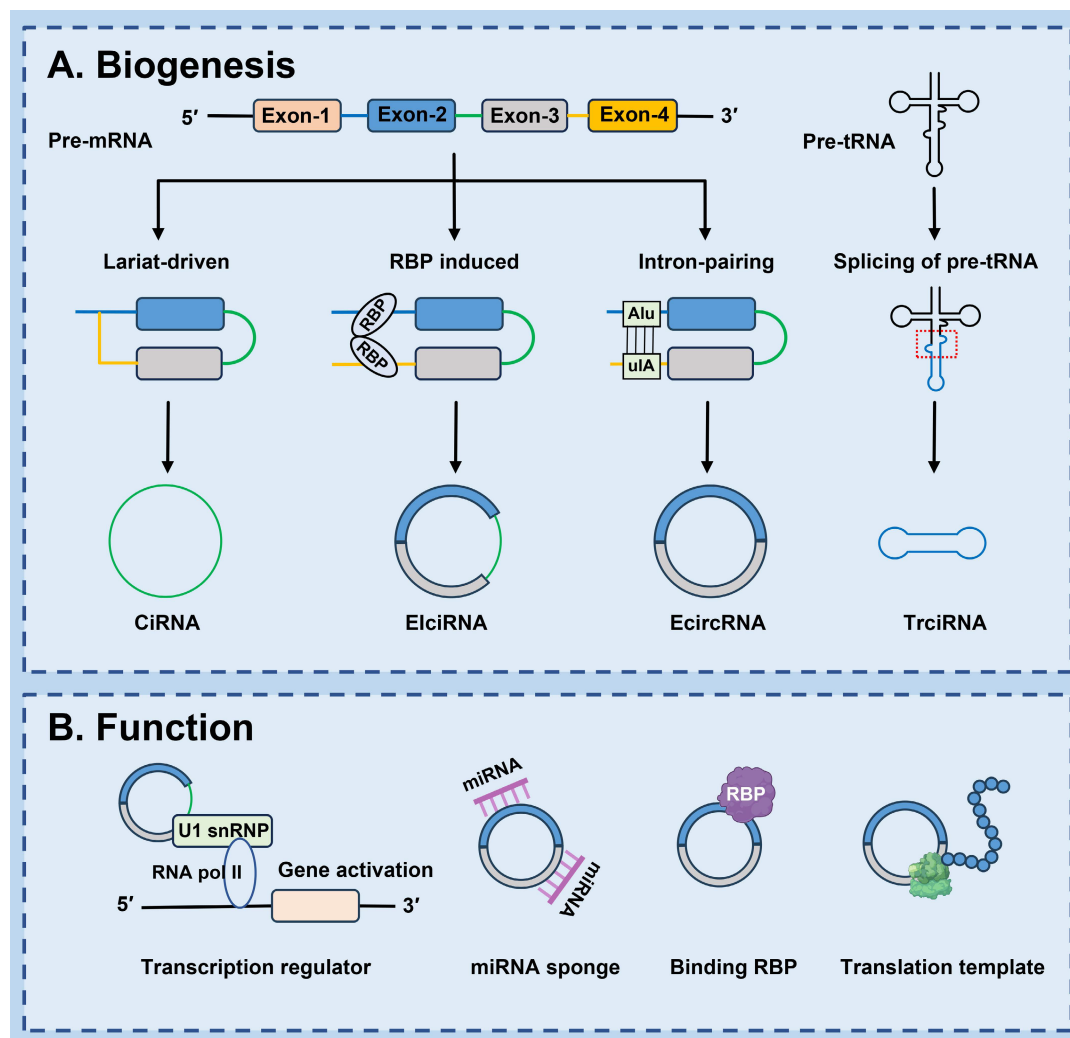 A. Biogenesis
5′ Exon-1 Exon-2 Exon-3 Exon-4 3′
Pre-mRNA
Pre-tRNA
Lariat-driven
RBP induced
Intron-pairing
Splicing of pre-tRNA
RBP
RBP
Alu
ulA
CiRNA
ElciRNA
EcircRNA
TrciRNA
B. Function
U1 snRNP
RNA pol II
Gene activation
5′
3′
miRNA
miRNA
RBP
Transcription regulator
miRNA sponge
Binding RBP
Translation template